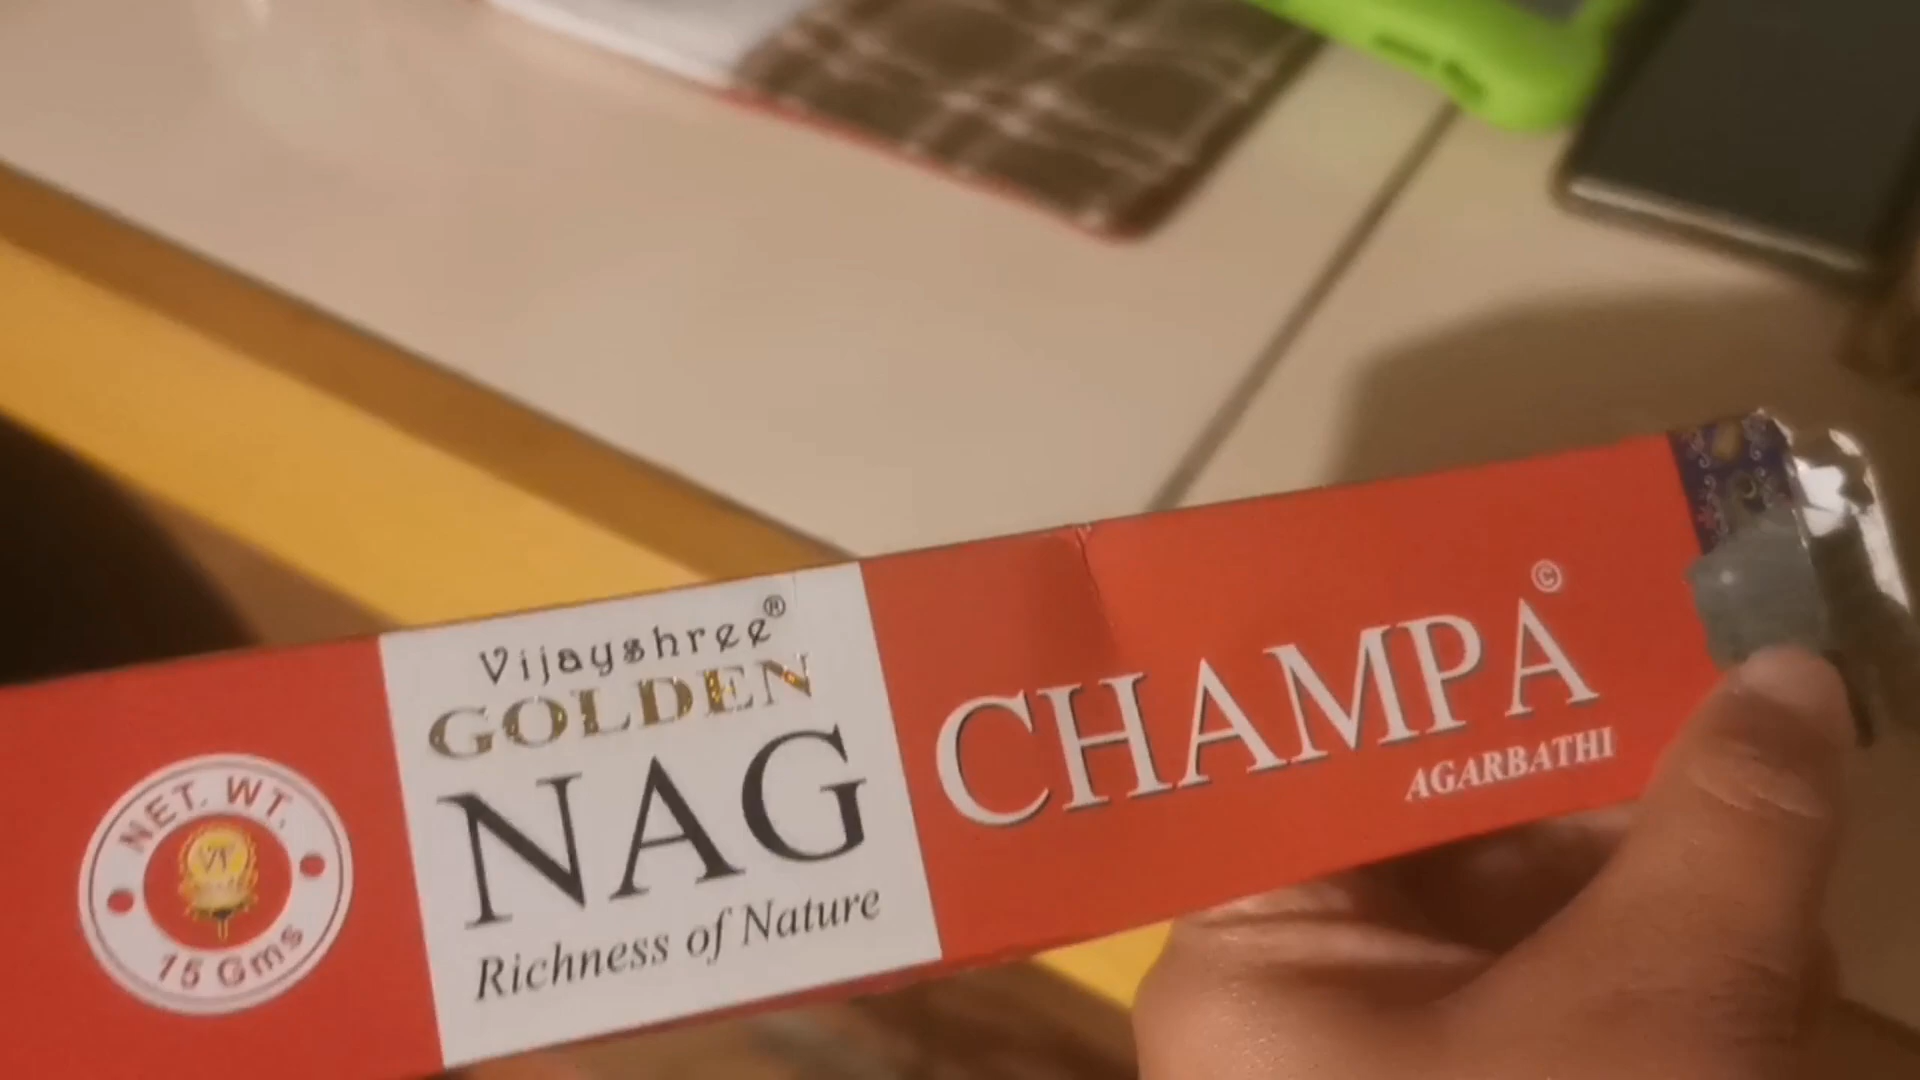 NET. WT.
15 Gms
Vijayshree®
GOLDEN
NAG
Richness of Nature
CHAMPA©
AGARBATHI